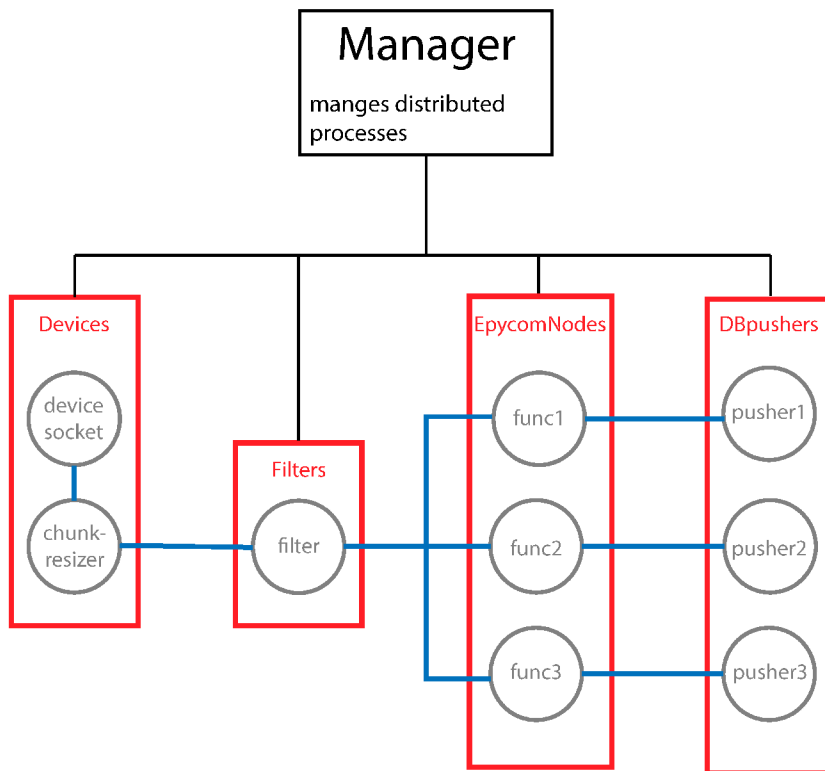 Manager
manges distributed
processes
Devices
device
socket
chunk-
resizer
Filters
filter
EpycomNodes
func1
func2
func3
DBpushers
pusher1
pusher2
pusher3